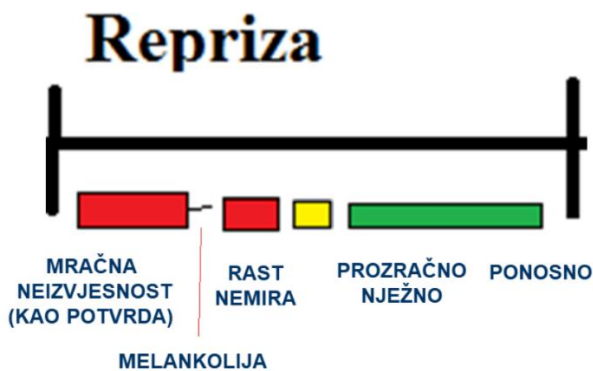 Repriza
MRAČNA
NEIZVJESNOST
(KAO POTVRDA)
MELANKOLIJA
RAST
NEMIRA
PROZRAČNO
NJEŽNO
PONOSNO